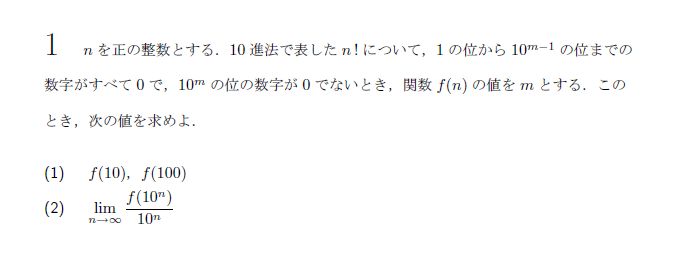 1 nを正の整数とする．10 進法で表した n! について，1 の位から 10^{m−1} の位までの
数字がすべて 0 で，10^m の位の数字が 0 でないとき，関数 f(n) の値を m とする．この
とき，次の値を求めよ．
(1) f(10), f(100)
(2) lim_{n→∞} f(10^n)/10^n